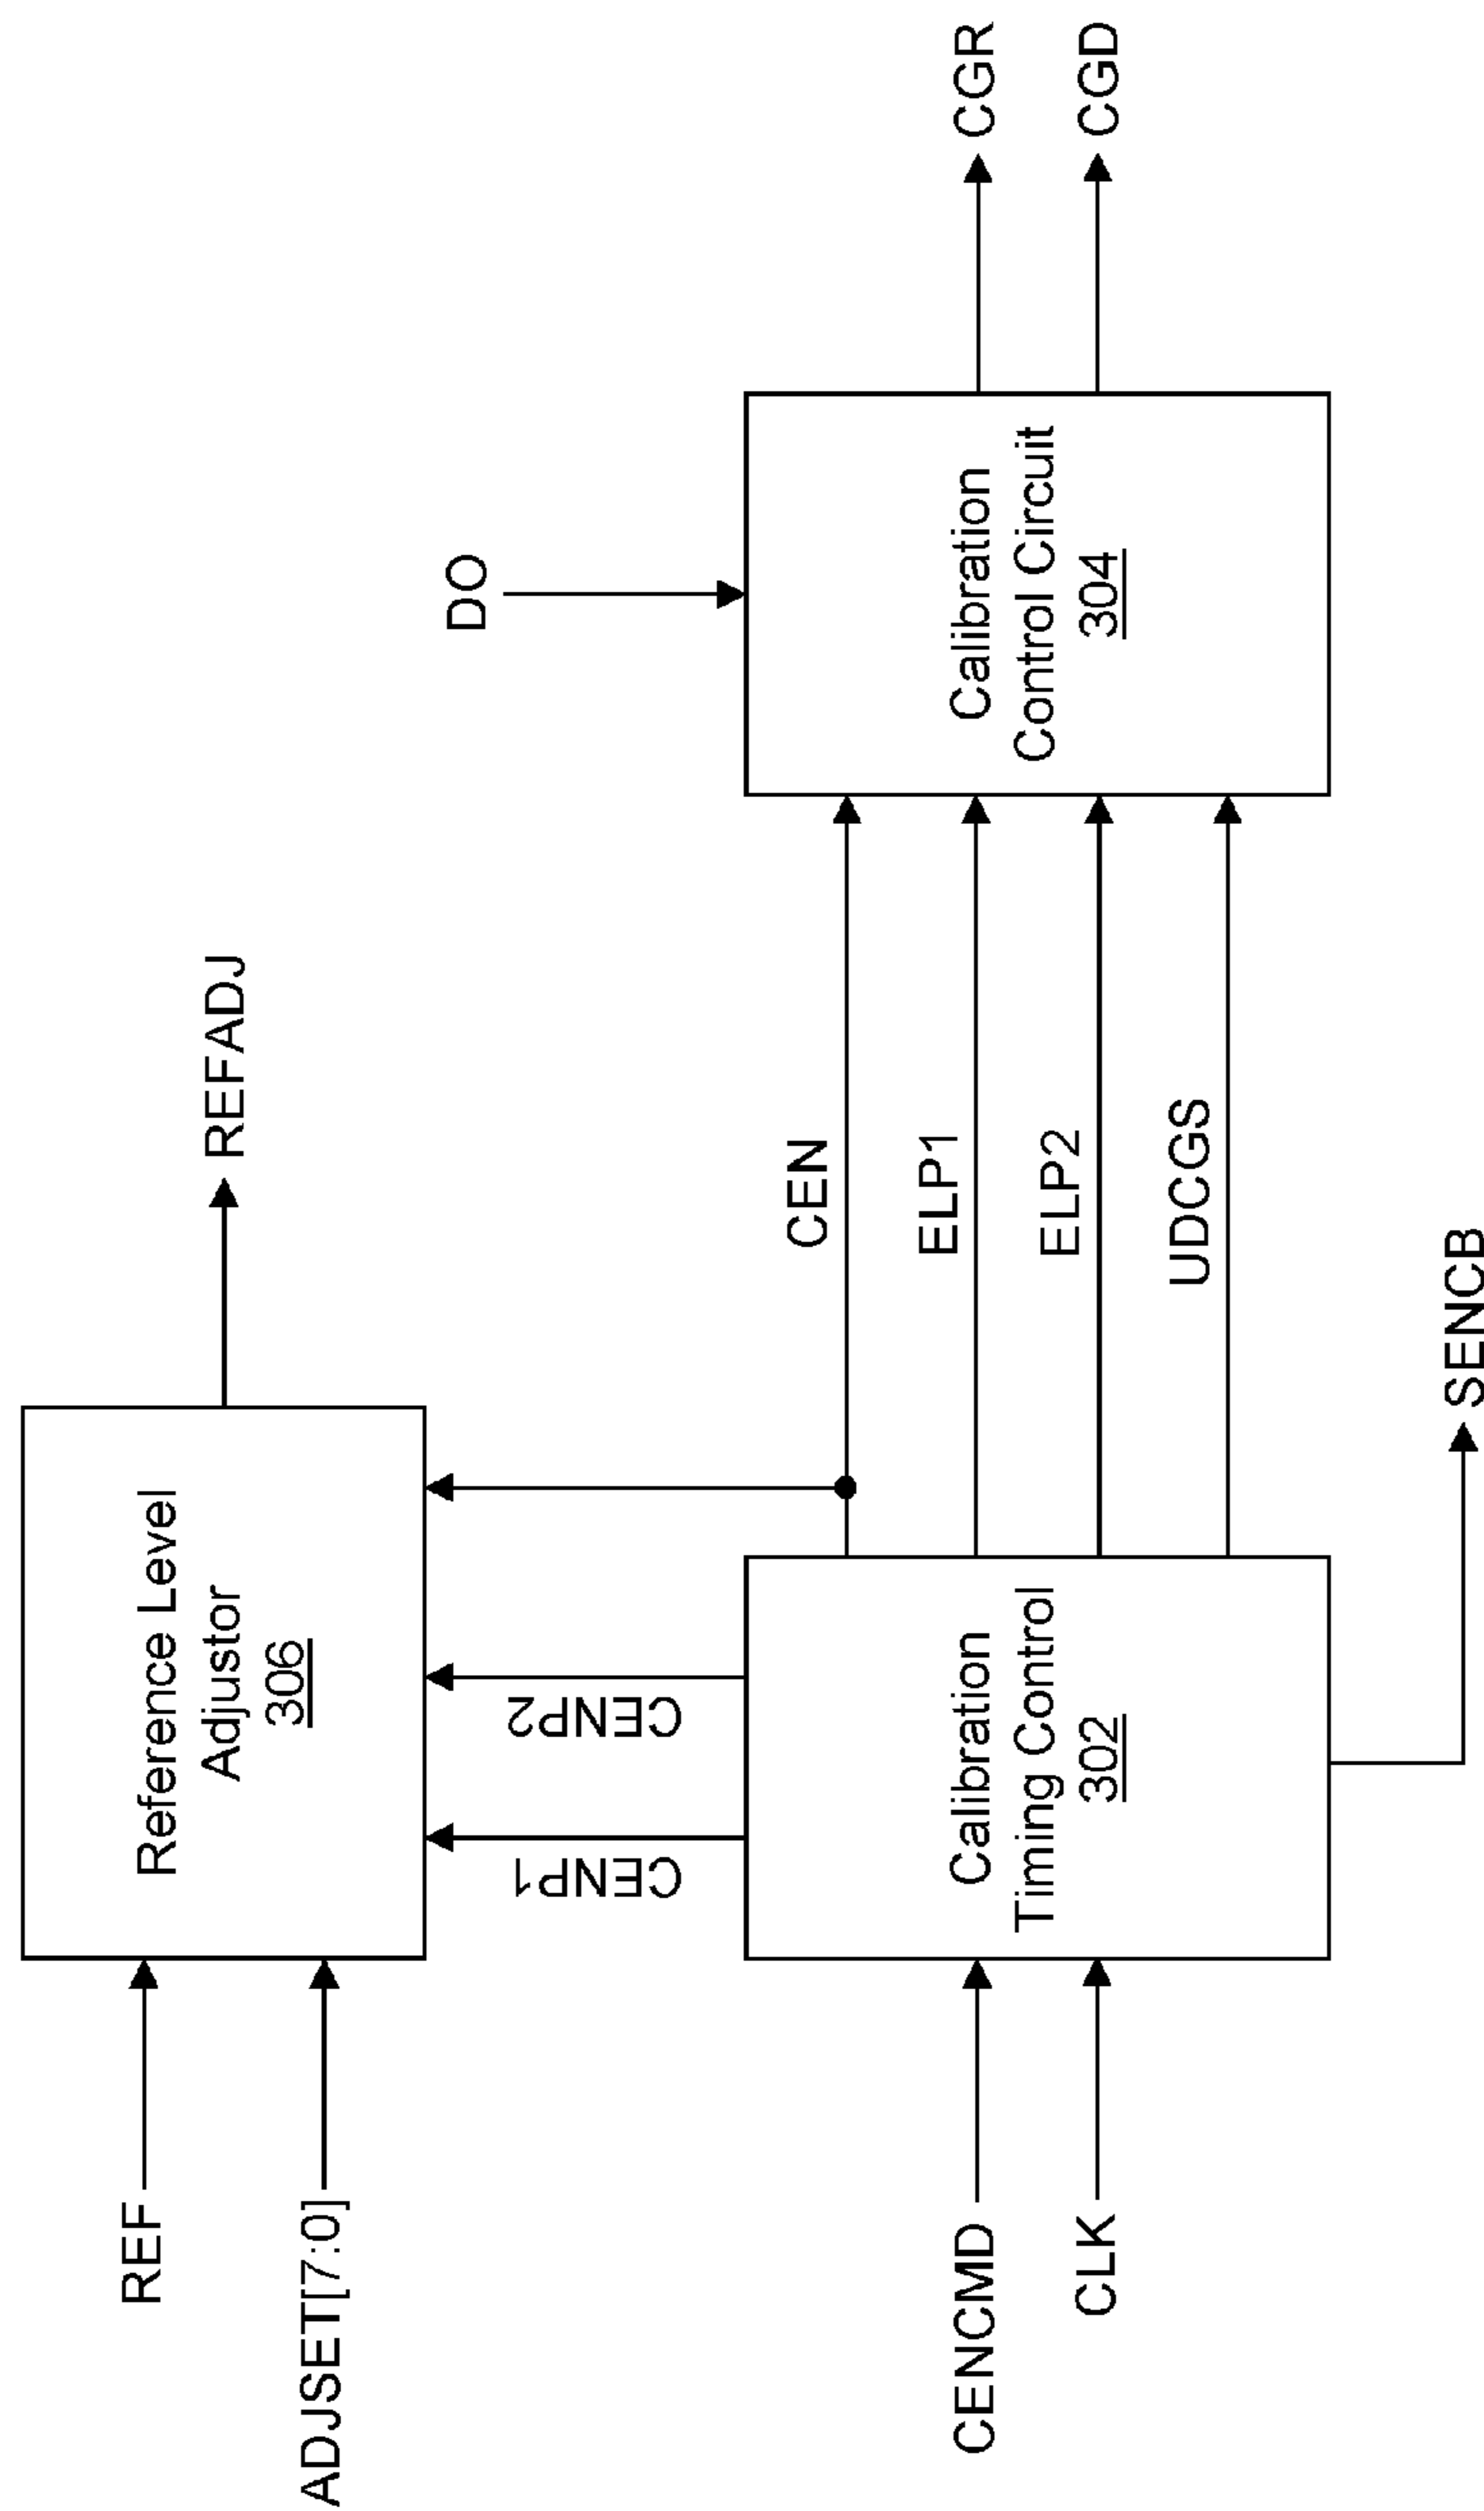 REF
ADJSET[7:0]
Reference Level
Adjustor
306
REFADJ
CENP1
CENP2
DO
CENCMD
CLK
Calibration
Timing Control
302
CEN
ELP1
ELP2
UDCGS
SENCB
Calibration
Control Circuit
304
CGR
CGD